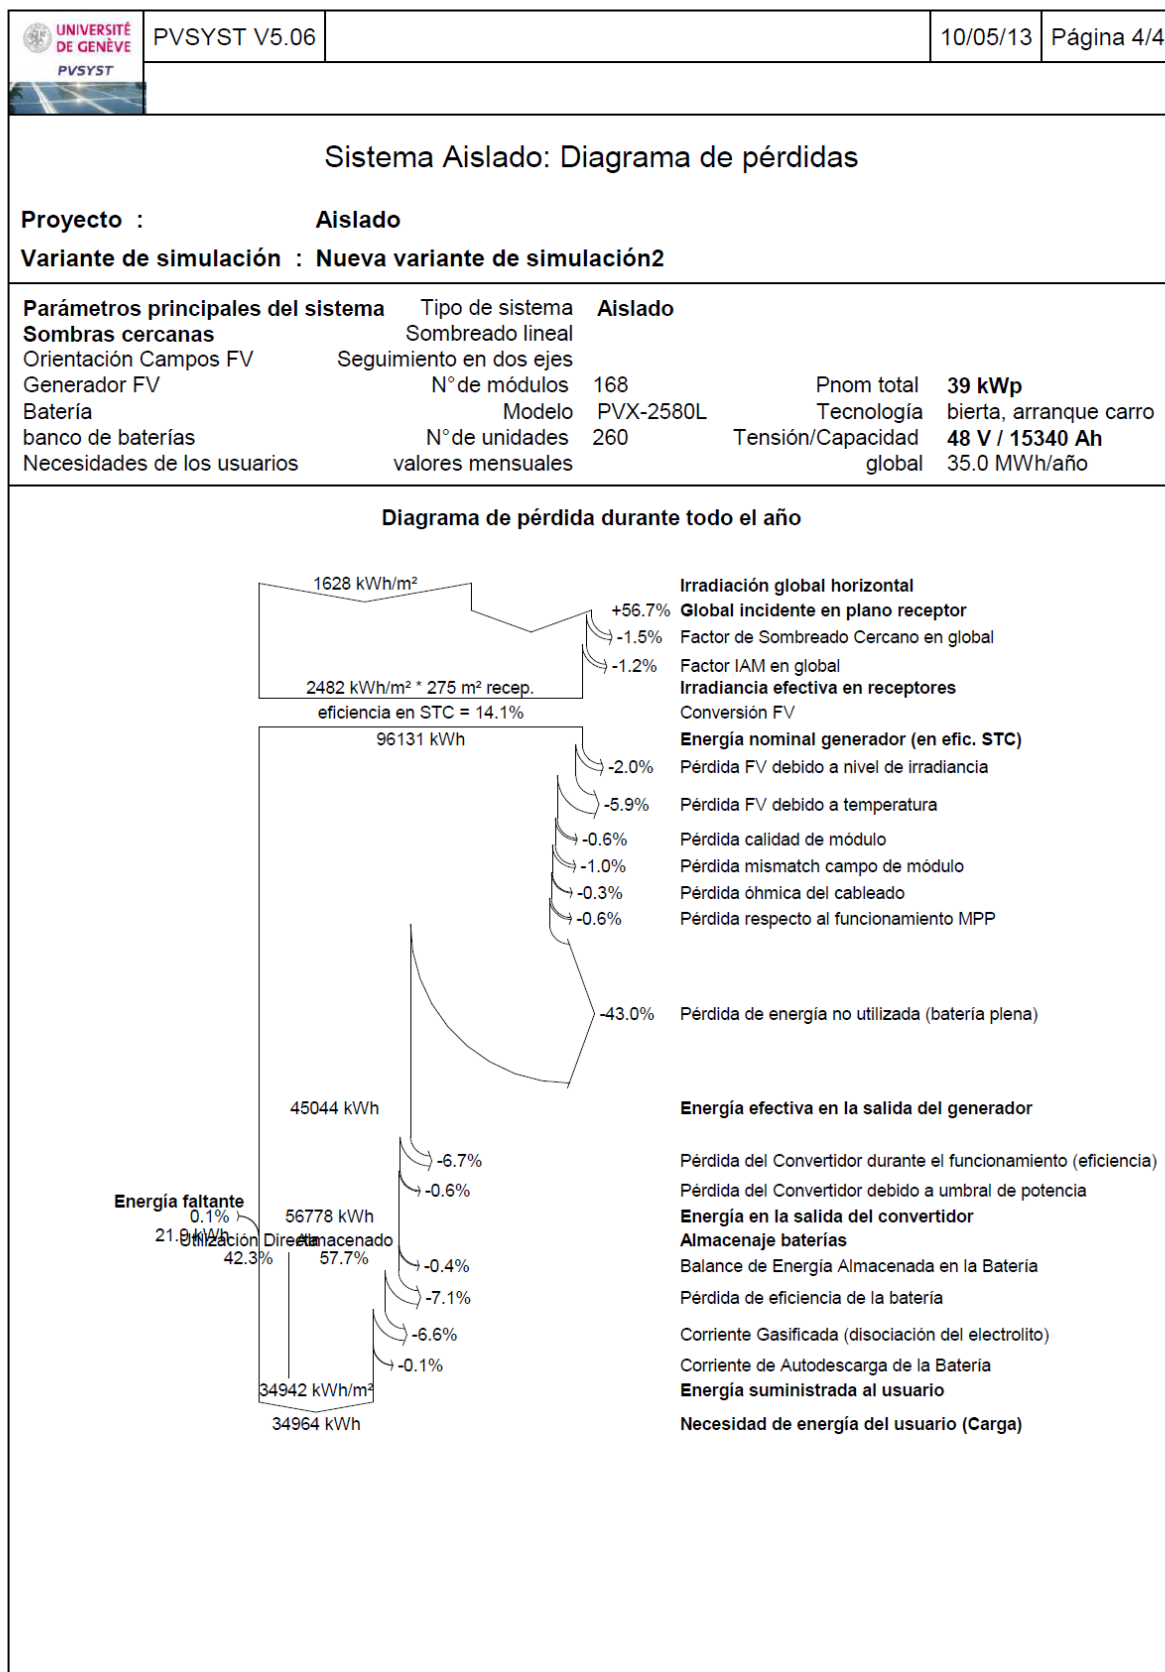 UNIVERSITÉ
DE GENÈVE
PVSYST
PVSYST V5.06
10/05/13
Página 4/4
Sistema Aislado: Diagrama de pérdidas
Proyecto : Aislado
Variante de simulación : Nueva variante de simulación2
Parámetros principales del sistema Tipo de sistema Aislado
Sombras cercanas Sombreado lineal
Orientación Campos FV Seguimiento en dos ejes
Generador FV N° de módulos 168 Pnom total 39 kWp
Batería Modelo PVX-2580L Tecnología bierta, arranque carro
banco de baterías N° de unidades 260 Tensión/Capacidad 48 V / 15340 Ah
Necesidades de los usuarios valores mensuales global 35.0 MWh/año
Diagrama de pérdida durante todo el año
1628 kWh/m² Irradiación global horizontal
+56.7% Global incidente en plano receptor
-1.5% Factor de Sombreado Cercano en global
-1.2% Factor IAM en global
2482 kWh/m² * 275 m² recep. Irradiancia efectiva en receptores
eficiencia en STC = 14.1% Conversión FV
96131 kWh Energía nominal generador (en efic. STC)
-2.0% Pérdida FV debido a nivel de irradiancia
-5.9% Pérdida FV debido a temperatura
-0.6% Pérdida calidad de módulo
-1.0% Pérdida mismatch campo de módulo
-0.3% Pérdida óhmica del cableado
-0.6% Pérdida respecto al funcionamiento MPP
-43.0% Pérdida de energía no utilizada (batería plena)
45044 kWh Energía efectiva en la salida del generador
-6.7% Pérdida del Convertidor durante el funcionamiento (eficiencia)
-0.6% Pérdida del Convertidor debido a umbral de potencia
Energía faltante
0.1% 56778 kWh Energía en la salida del convertidor
21.9 kWh Utilización Directa Almacenado Almacenaje baterías
42.3% 57.7% -0.4% Balance de Energía Almacenada en la Batería
-7.1% Pérdida de eficiencia de la batería
-6.6% Corriente Gasificada (disociación del electrolito)
-0.1% Corriente de Autodescarga de la Batería
34942 kWh/m² Energía suministrada al usuario
34964 kWh Necesidad de energía del usuario (Carga)